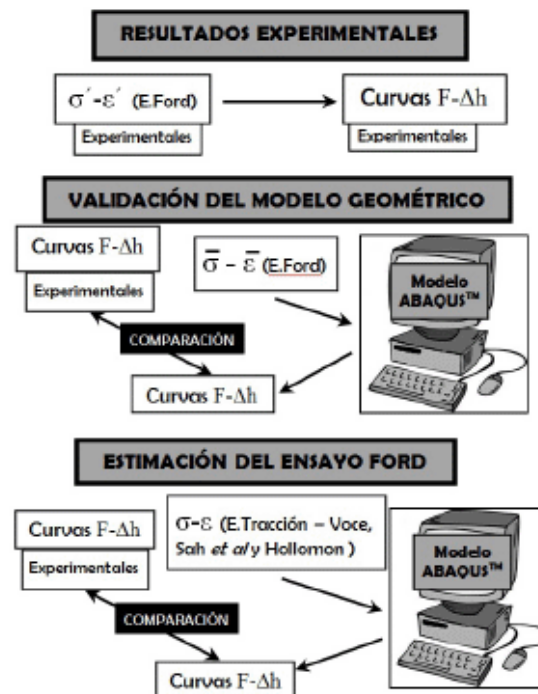 RESULTADOS EXPERIMENTALES
σ´-ε´ (E.Ford)
Experimentales
Curvas F-Δh
Experimentales
VALIDACIÓN DEL MODELO GEOMÉTRICO
Curvas F-Δh
Experimentales
σ̅ - ε̅ (E.Ford)
Modelo
ABAQUS™
COMPARACIÓN
Curvas F-Δh
ESTIMACIÓN DEL ENSAYO FORD
Curvas F-Δh
Experimentales
σ-ε (E.Tracción – Voce,
Sah et al y Hollomon )
Modelo
ABAQUS™
COMPARACIÓN
Curvas F-Δh